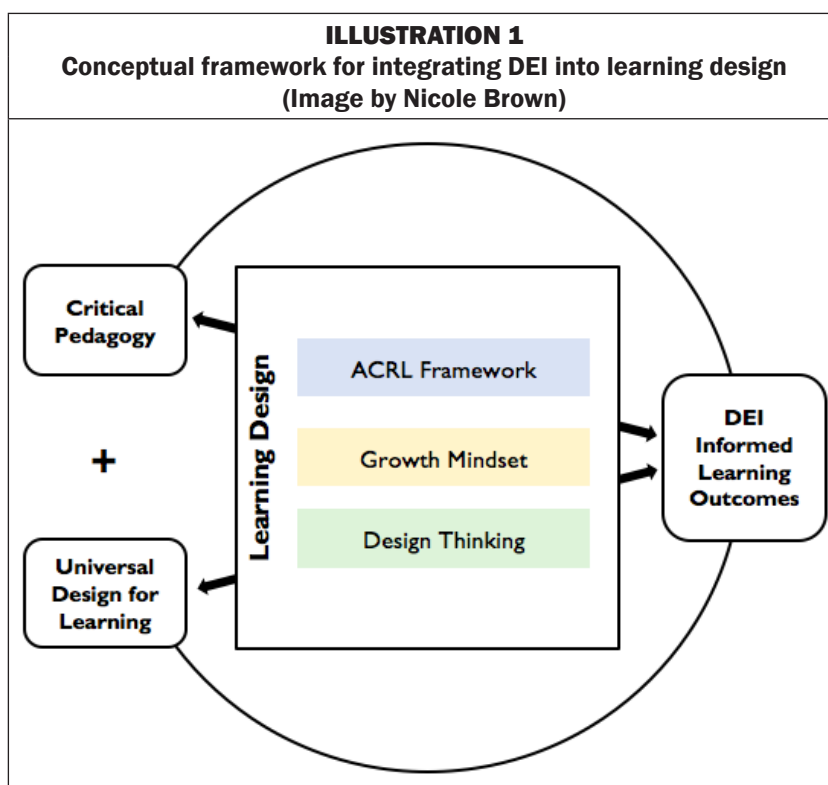 ILLUSTRATION 1
Conceptual framework for integrating DEI into learning design
(Image by Nicole Brown)
Critical
Pedagogy
+
Universal
Design for
Learning
Learning Design
ACRL Framework
Growth Mindset
Design Thinking
DEI
Informed
Learning
Outcomes